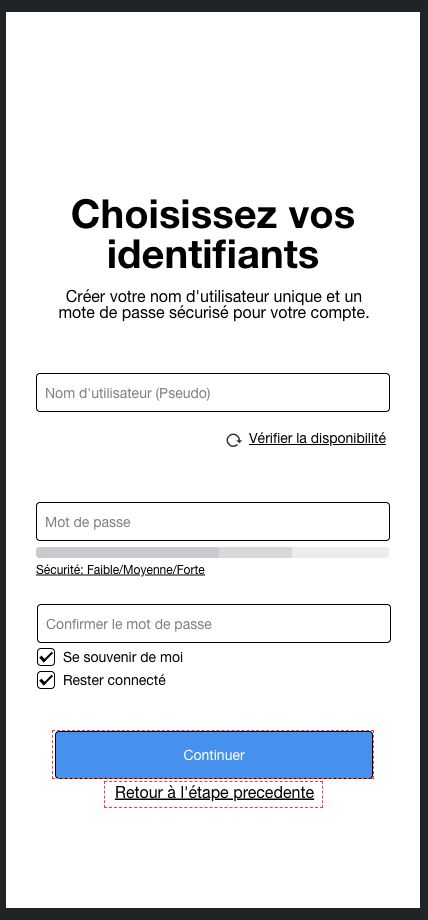 Choisissez vos
identifiants
Créer votre nom d'utilisateur unique et un
mote de passe sécurisé pour votre compte.
Nom d'utilisateur (Pseudo)
Vérifier la disponibilité
Mot de passe
Sécurité: Faible/Moyenne/Forte
Confirmer le mot de passe
Se souvenir de moi
Rester connecté
Continuer
Retour à l'étape precedente